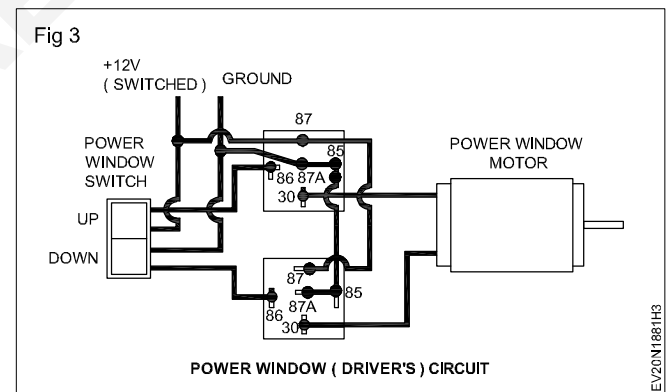 Fig 3
+12V
( SWITCHED )
GROUND
POWER
WINDOW
SWITCH
UP
DOWN
87
85
86
87A
30
POWER WINDOW
MOTOR
87
87A
85
86
30
POWER WINDOW ( DRIVER'S ) CIRCUIT
EV20N1881H3